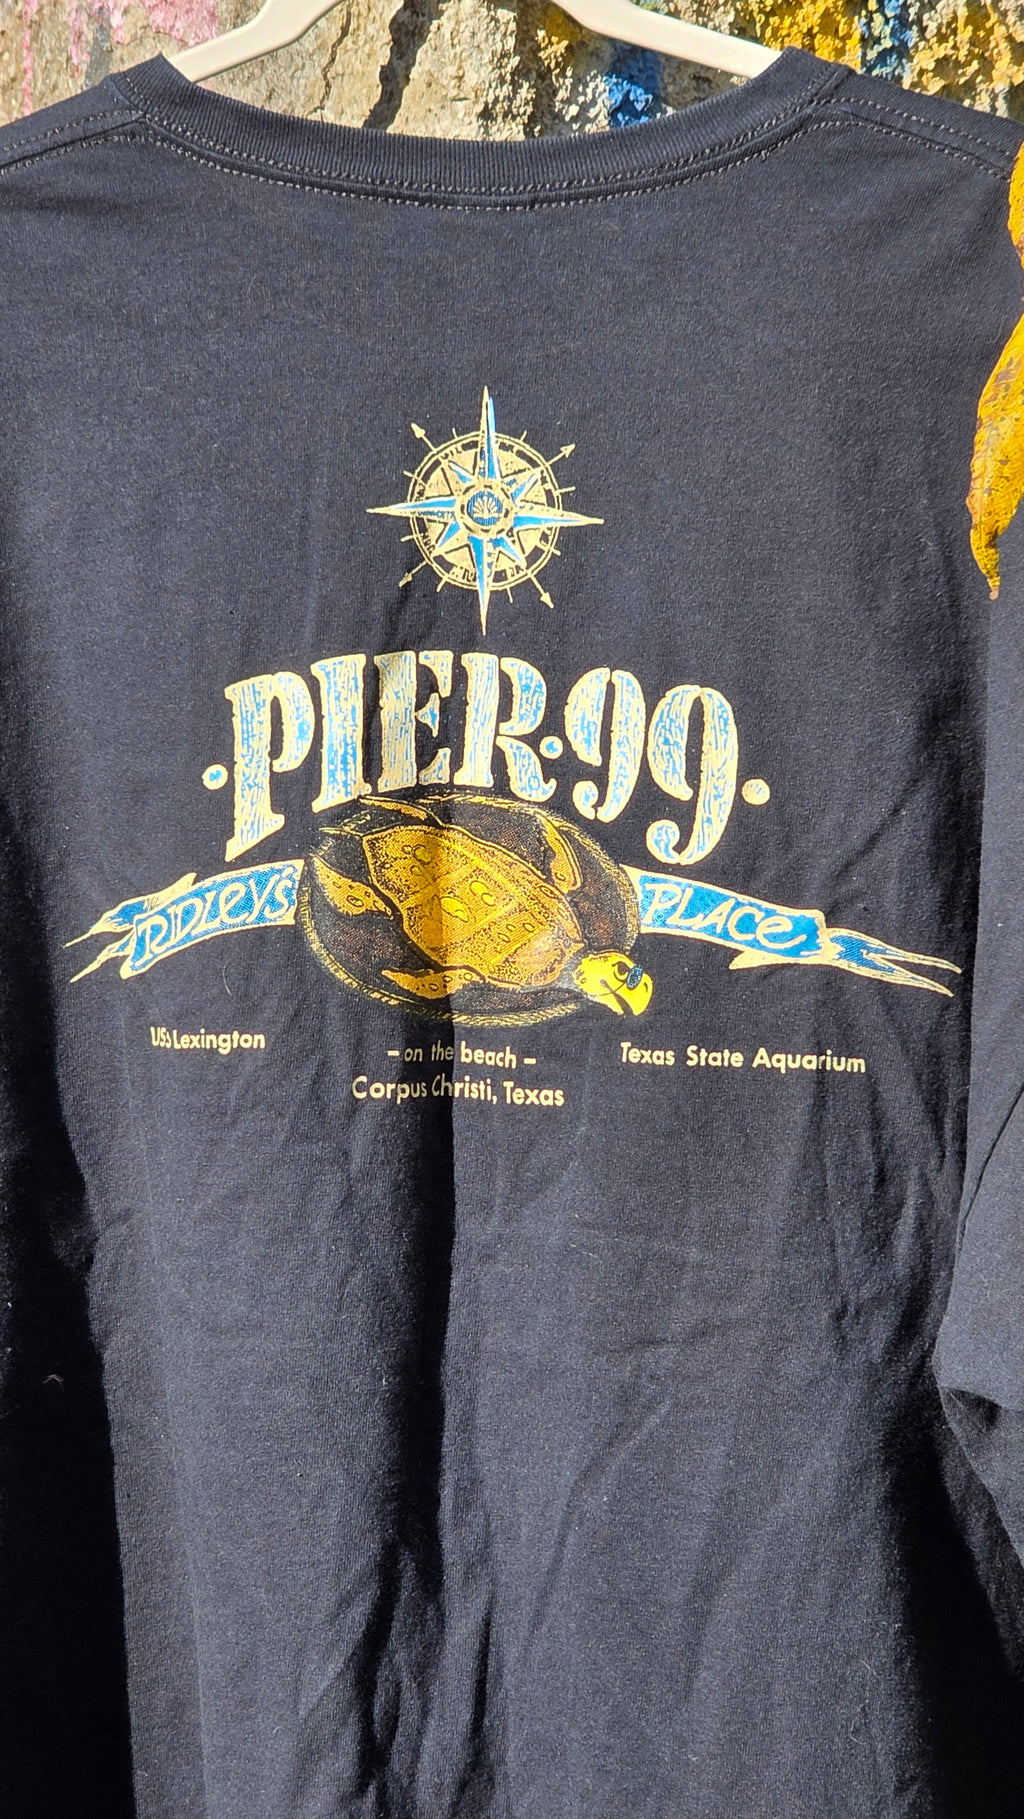 ·PIER·99·
RIDLEY'S PLACE
USS Lexington
– on the beach –
Texas State Aquarium
Corpus Christi, Texas